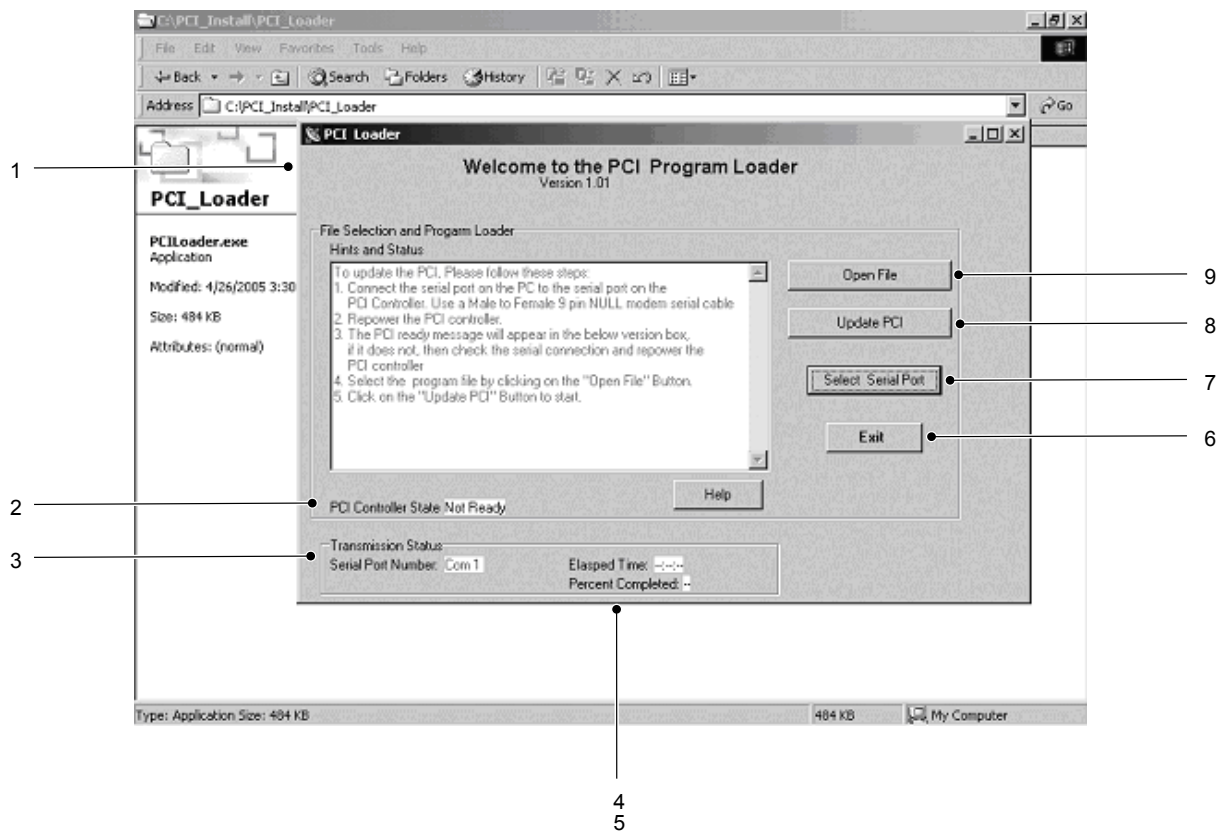 C:\PCI_Install\PCI_Loader
File Edit View Favorites Tools Help
Back Search Folders History
Address C:\PCI_Install\PCI_Loader Go
PCI Loader
1
Welcome to the PCI Program Loader
Version 1.01
PCI_Loader
PCILoader.exe
Application
Modified: 4/26/2005 3:30
Size: 484 KB
Attributes: (normal)
File Selection and Progarm Loader
Hints and Status
To update the PCI, Please follow these steps:
1. Connect the serial port on the PC to the serial port on the
PCI Controller. Use a Male to Female 9 pin NULL modem serial cable
2. Repower the PCI controller.
3. The PCI ready message will appear in the below version box,
if it does not, then check the serial connection and repower the
PCI controller
4. Select the program file by clicking on the "Open File" Button.
5. Click on the "Update PCI" Button to start.
Open File
9
Update PCI
8
Select Serial Port
7
Exit
6
Help
2
PCI Controller State Not Ready
3
Transmission Status
Serial Port Number: Com 1
Elasped Time: --:--:--
Percent Completed: --
Type: Application Size: 484 KB 484 KB My Computer
4
5